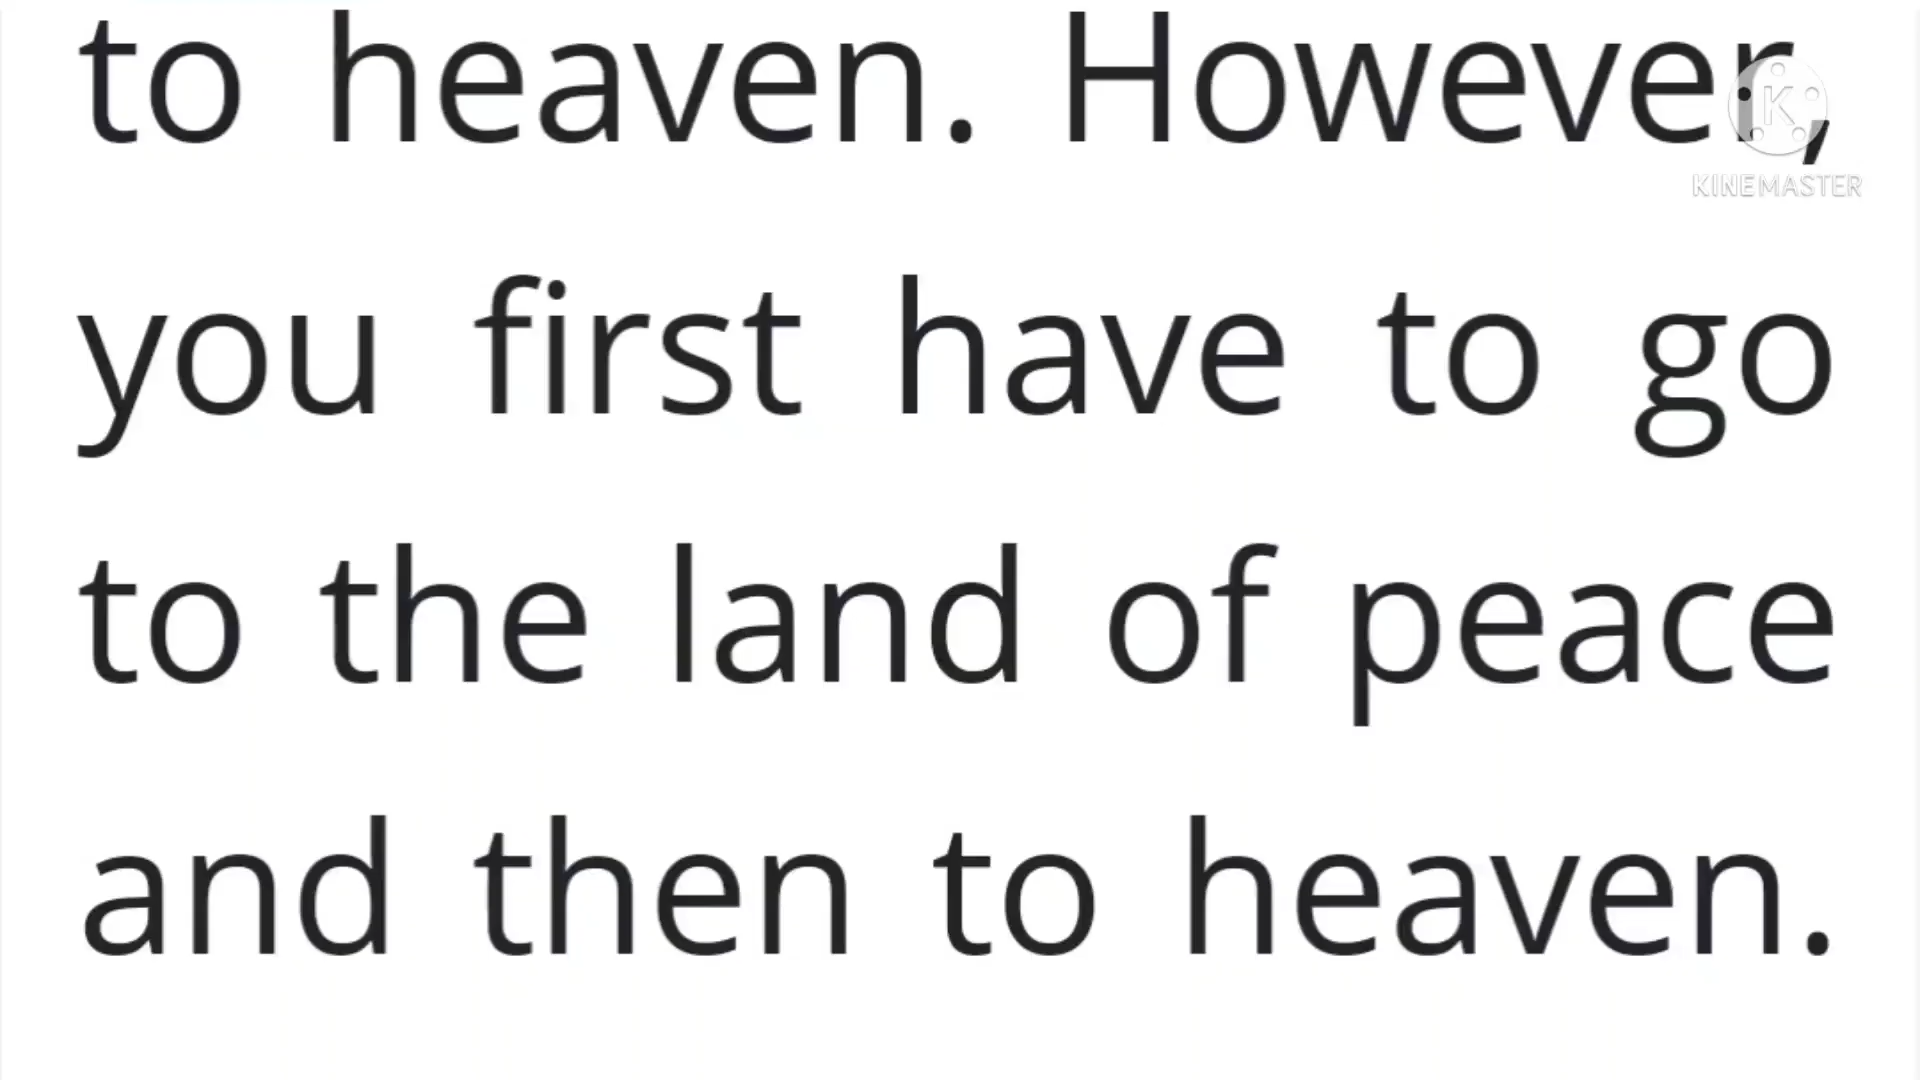 to heaven. However,
KINEMASTER
you first have to go
to the land of peace
and then to heaven.